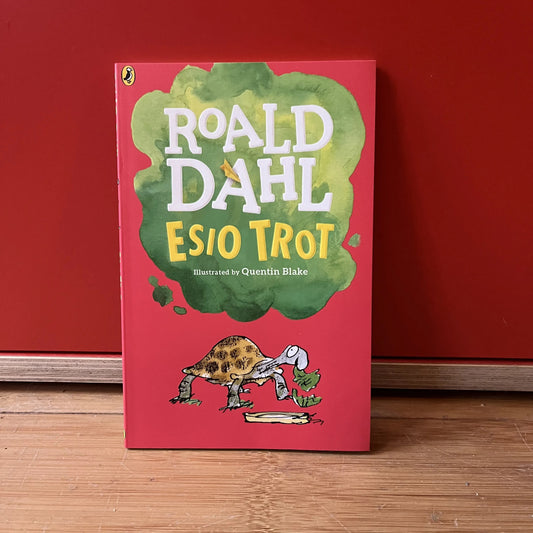 ROALD
DAHL
ESIO TROT
Illustrated by Quentin Blake